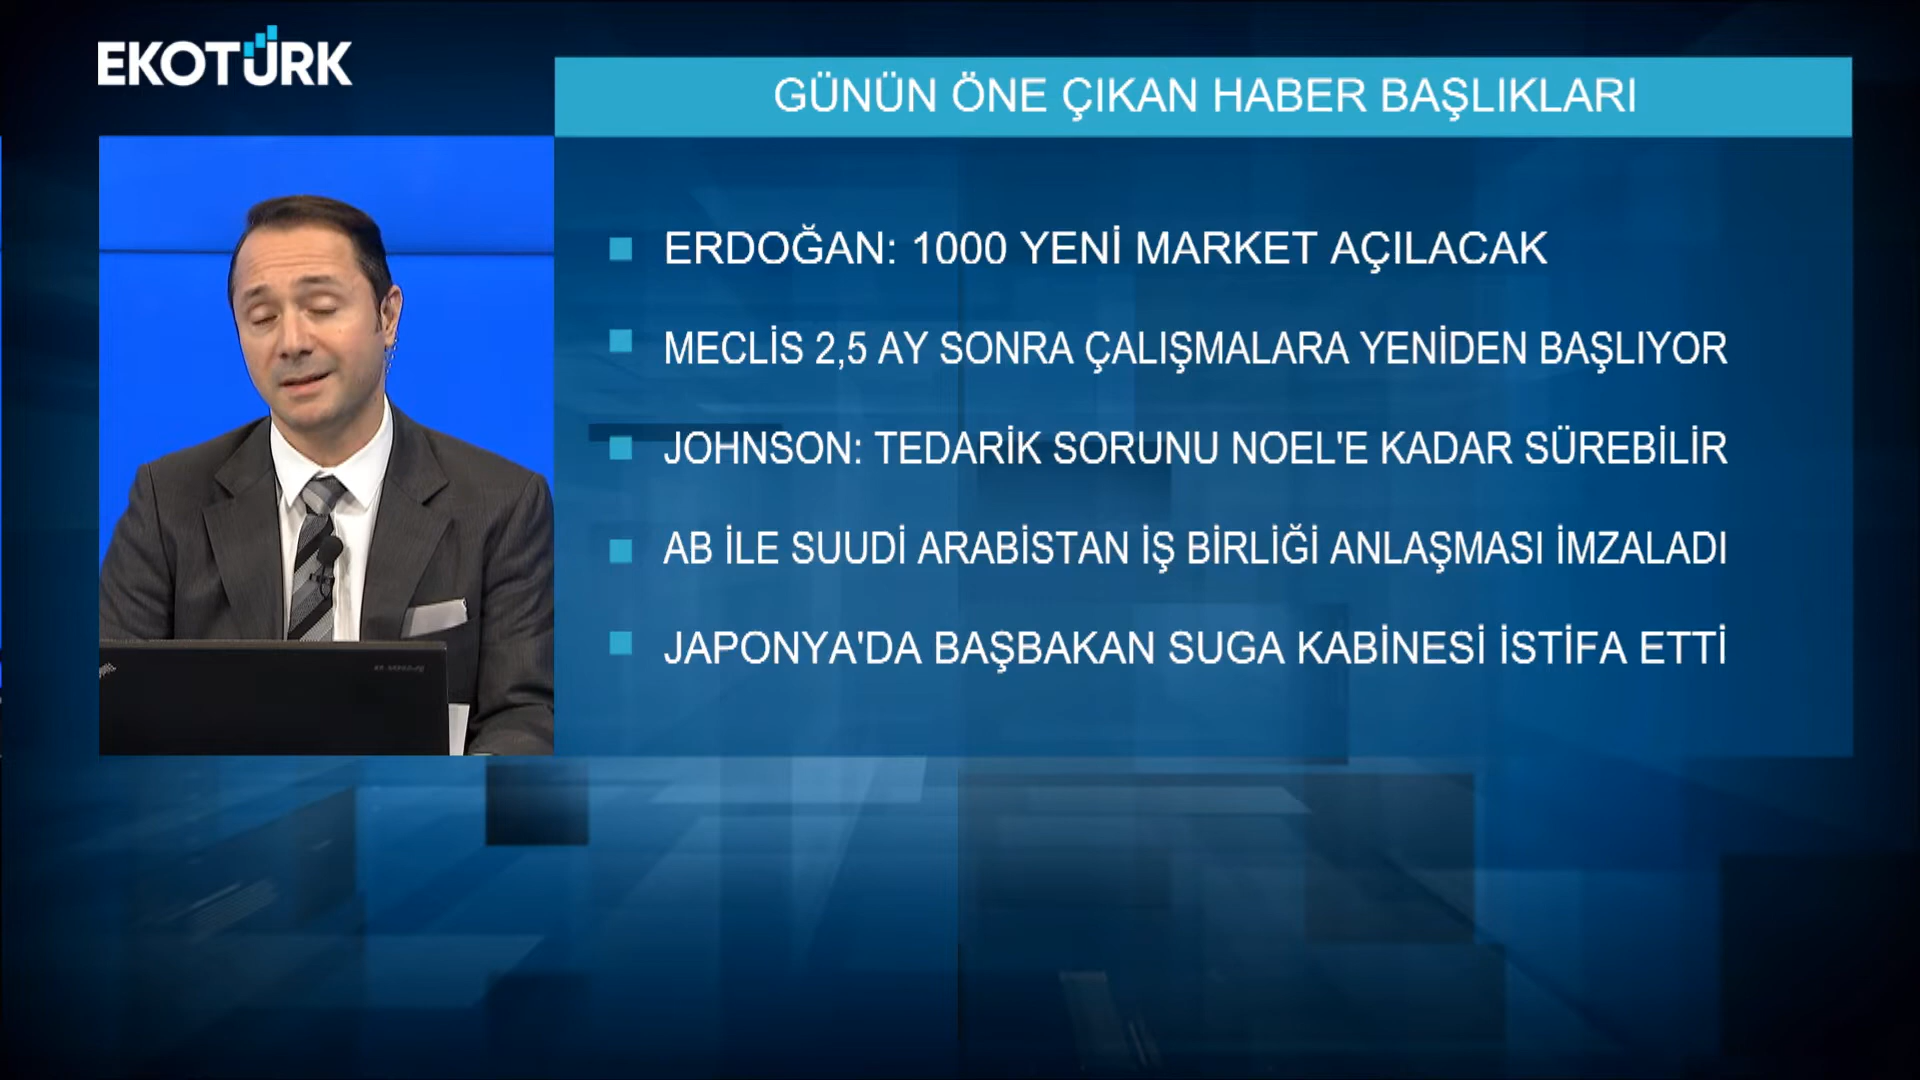 EKOTÜRK
GÜNÜN ÖNE ÇIKAN HABER BAŞLIKLARI
ERDOĞAN: 1000 YENİ MARKET AÇILACAK
MECLİS 2,5 AY SONRA ÇALIŞMALARA YENİDEN BAŞLIYOR
JOHNSON: TEDARİK SORUNU NOEL'E KADAR SÜREBİLİR
AB İLE SUUDİ ARABİSTAN İŞ BİRLİĞİ ANLAŞMASI İMZALADI
JAPONYA'DA BAŞBAKAN SUGA KABİNESİ İSTİFA ETTİ